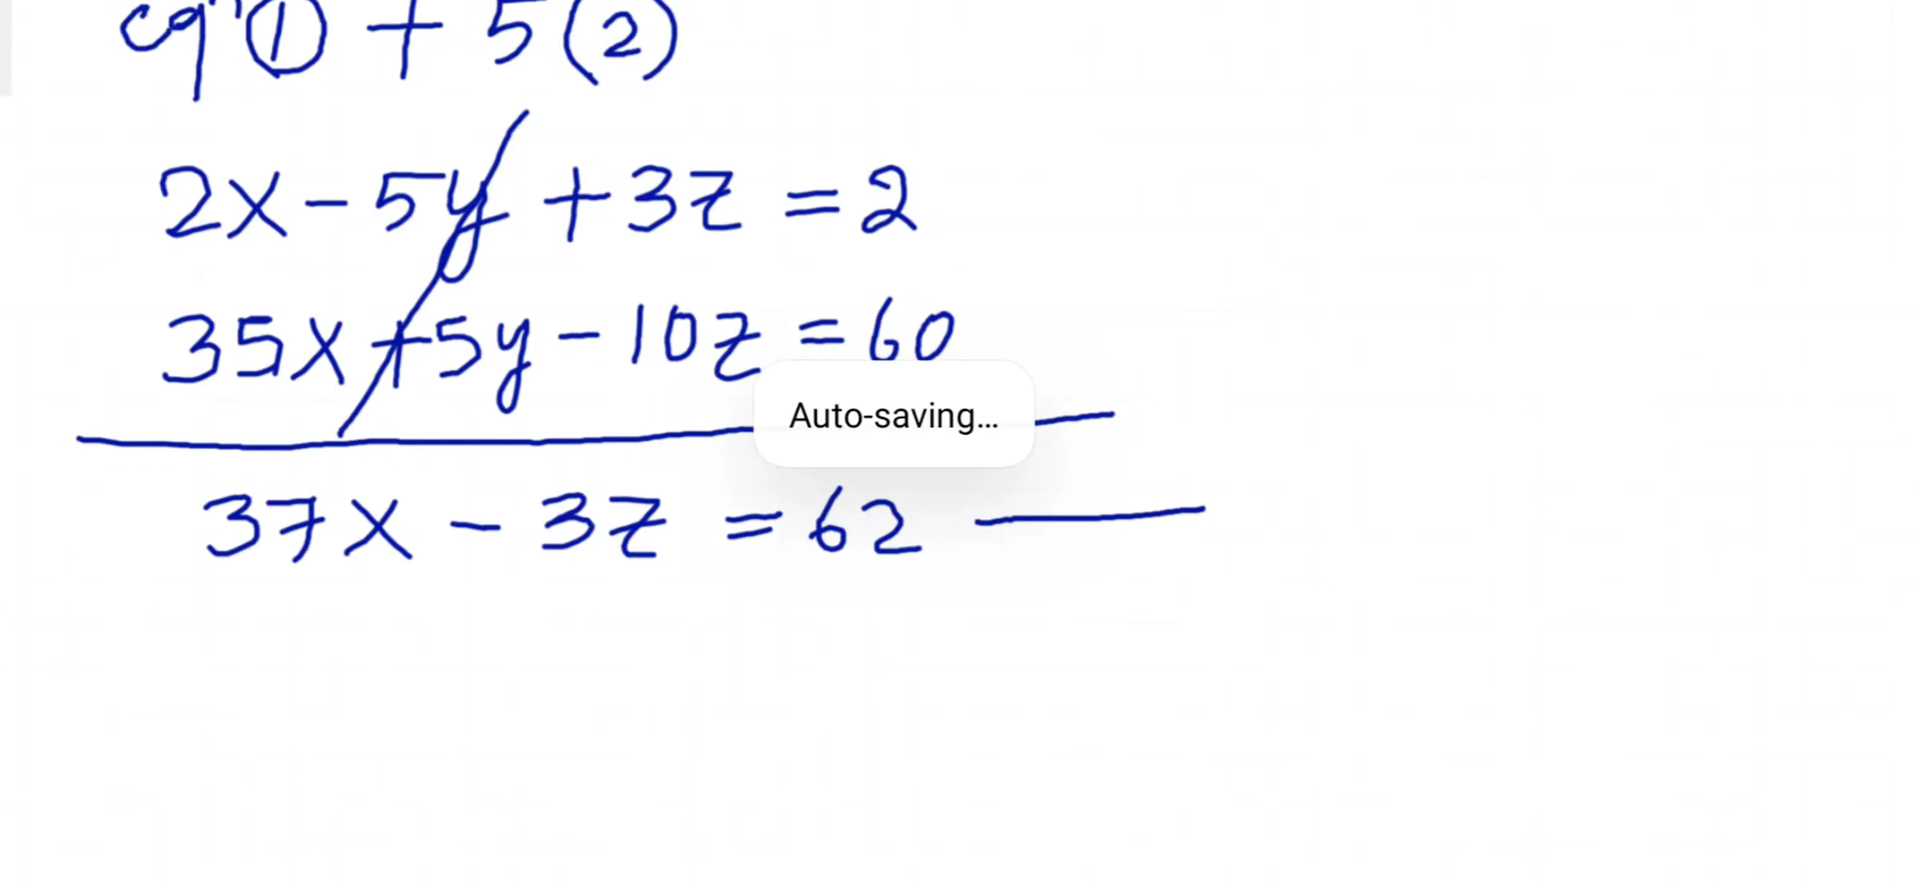 eqⁿ ① + 5(2)
2x - 5y + 3z = 2
35x + 5y - 10z = 60
Auto-saving...
37x - 3z = 62 —